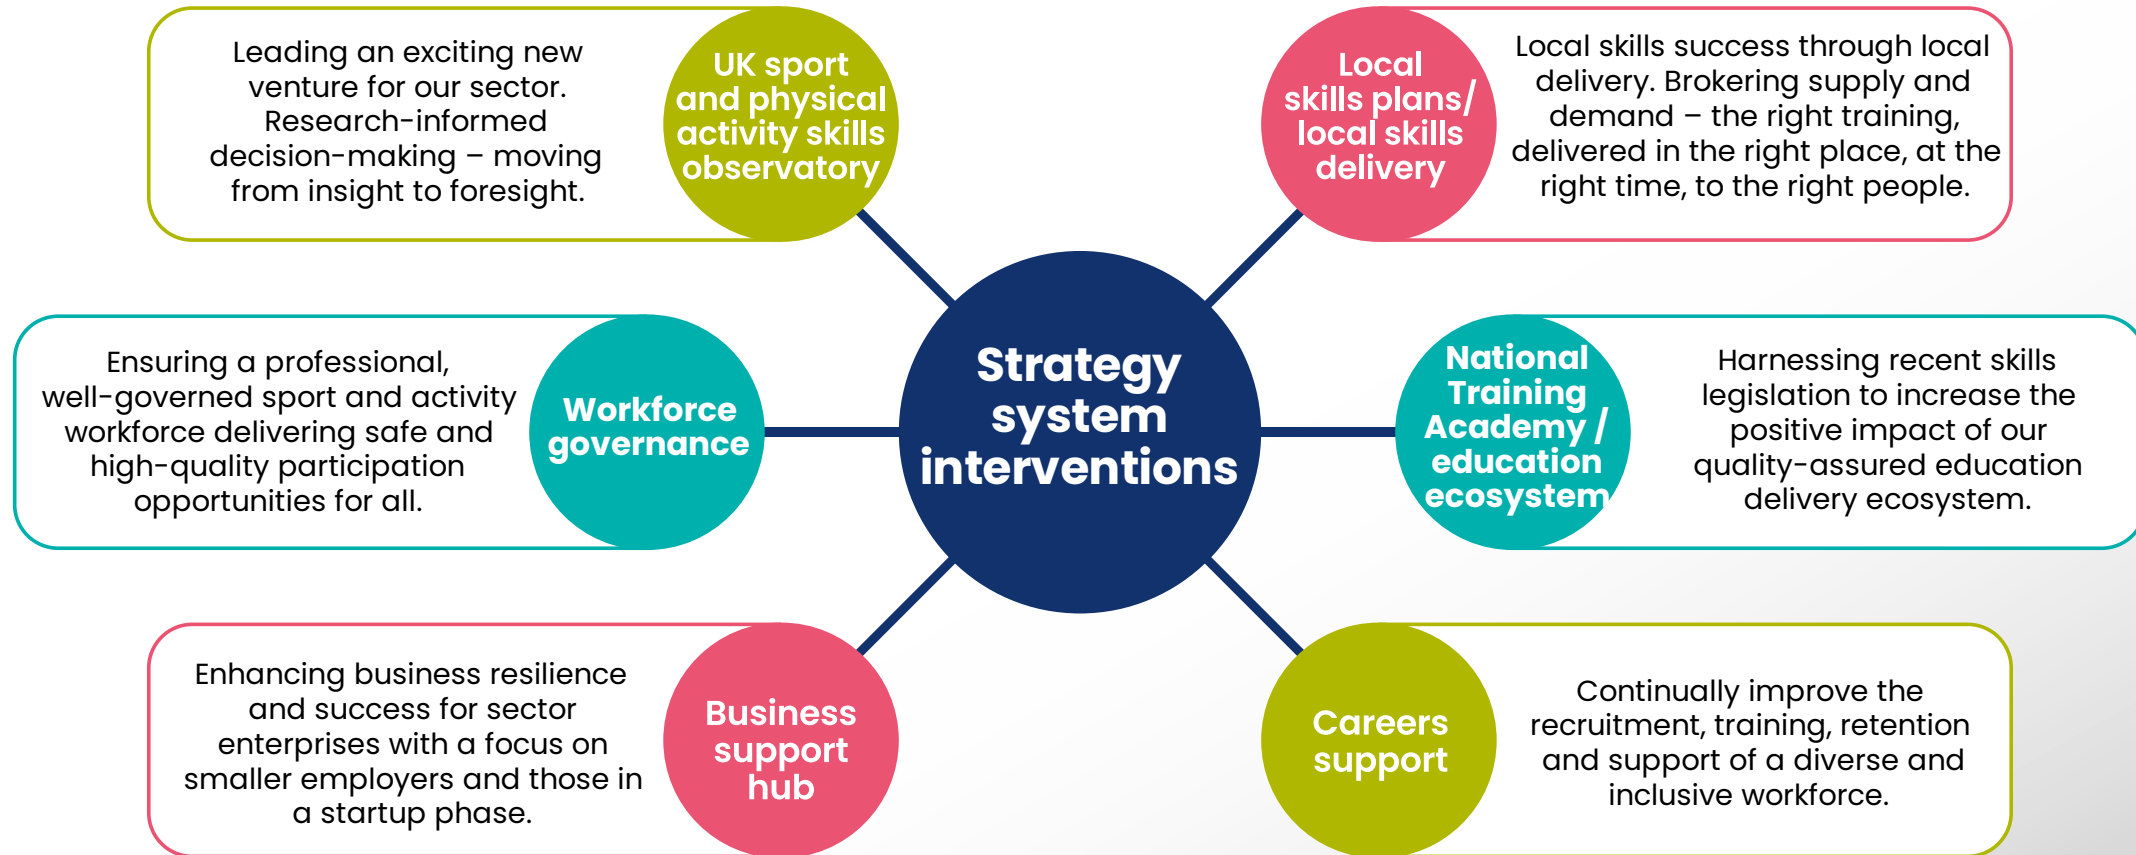 Leading an exciting new
venture for our sector.
Research-informed
decision-making – moving
from insight to foresight.
UK sport
and physical
activity skills
observatory
Local
skills plans/
local skills
delivery
Local skills success through local
delivery. Brokering supply and
demand – the right training,
delivered in the right place, at the
right time, to the right people.
Ensuring a professional,
well-governed sport and activity
workforce delivering safe and
high-quality participation
opportunities for all.
Workforce
governance
Strategy
system
interventions
National
Training
Academy /
education
ecosystem
Harnessing recent skills
legislation to increase the
positive impact of our
quality-assured education
delivery ecosystem.
Enhancing business resilience
and success for sector
enterprises with a focus on
smaller employers and those in
a startup phase.
Business
support
hub
Careers
support
Continually improve the
recruitment, training, retention
and support of a diverse and
inclusive workforce.